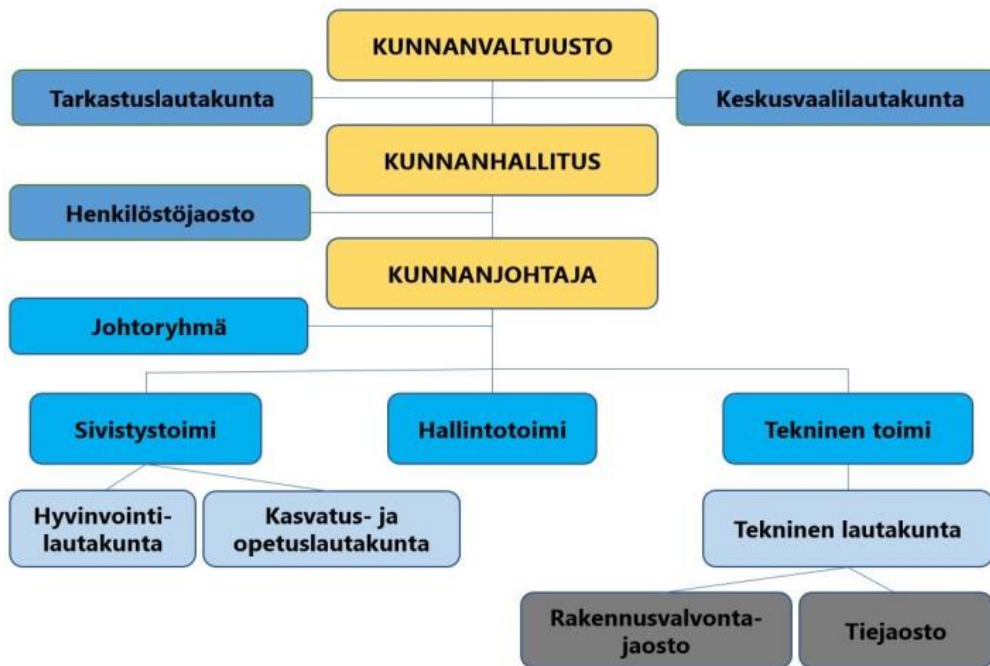 KUNNANVALTUUSTO
Tarkastuslautakunta
Keskusvaalilautakunta
KUNNANHALLITUS
Henkilöstöjaosto
KUNNANJOHTAJA
Johtoryhmä
Sivistystoimi
Hallintotoimi
Tekninen toimi
Hyvinvointi-
lautakunta
Kasvatus- ja
opetuslautakunta
Tekninen lautakunta
Rakennusvalvonta-
jaosto
Tiejaosto